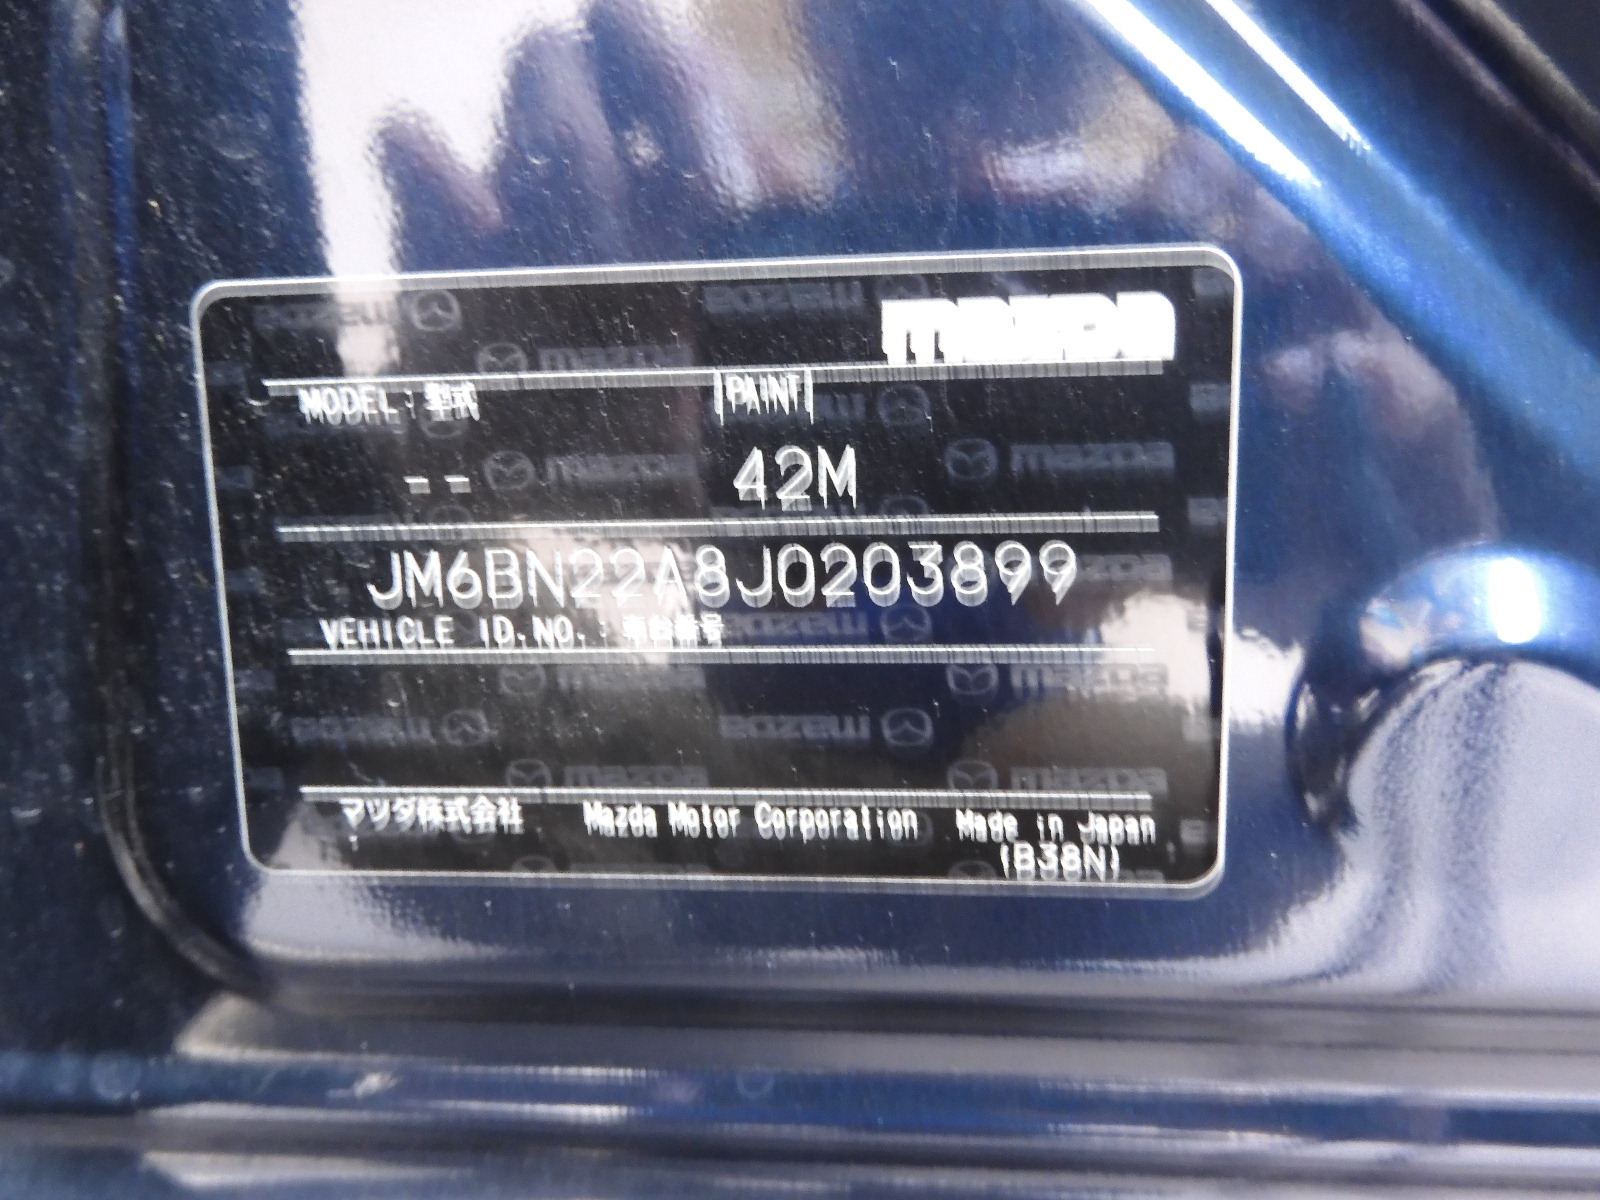 mazda
MODEL : 型式 PAINT
-- 42M
JM6BN22A8J0203899
VEHICLE ID.NO. : 車台番号
マツダ株式会社 Mazda Motor Corporation Made in Japan
(B38N)